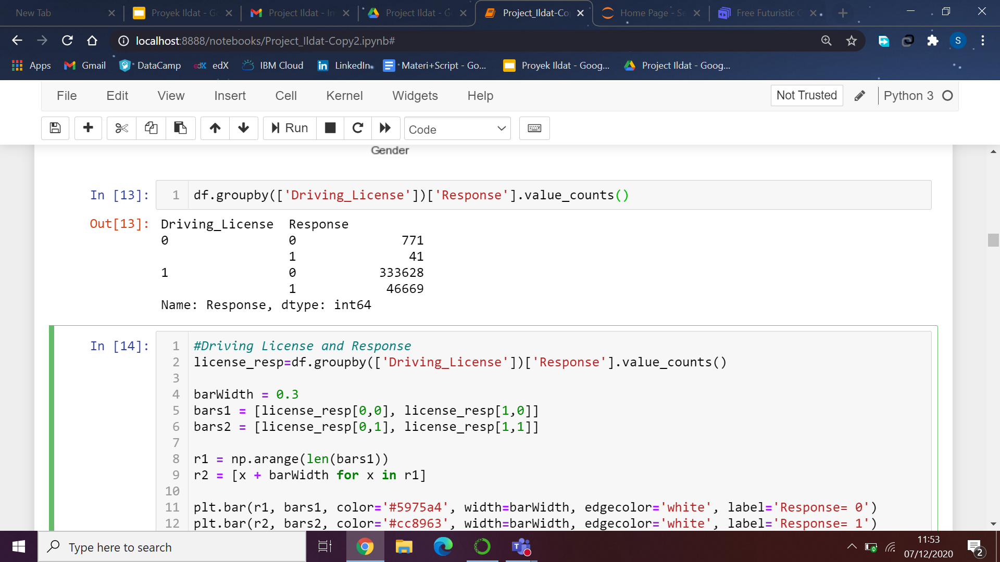 New Tab
Proyek Ildat - G
Project Ildat - In
Project Ildat - G
Project_Ildat-Co
Home Page - Se
Free Futuristic G
localhost:8888/notebooks/Project_Ildat-Copy2.ipynb#
S
Apps
Gmail
DataCamp
edX
IBM Cloud
LinkedIn
Materi+Script - Go...
Proyek Ildat - Goog...
Project Ildat - Goog...
File
Edit
View
Insert
Cell
Kernel
Widgets
Help
Not Trusted
Python 3
Run
Code
Gender
In [13]:
1 df.groupby(['Driving_License'])['Response'].value_counts()
Out[13]:
Driving_License Response
0 0 771
1 41
1 0 333628
1 46669
Name: Response, dtype: int64
In [14]:
1 #Driving License and Response
2 license_resp=df.groupby(['Driving_License'])['Response'].value_counts()
3
4 barWidth = 0.3
5 bars1 = [license_resp[0,0], license_resp[1,0]]
6 bars2 = [license_resp[0,1], license_resp[1,1]]
7
8 r1 = np.arange(len(bars1))
9 r2 = [x + barWidth for x in r1]
10
11 plt.bar(r1, bars1, color='#5975a4', width=barWidth, edgecolor='white', label='Response= 0')
12 plt.bar(r2, bars2, color='#cc8963', width=barWidth, edgecolor='white', label='Response= 1')
Type here to search
11:53
07/12/2020
2